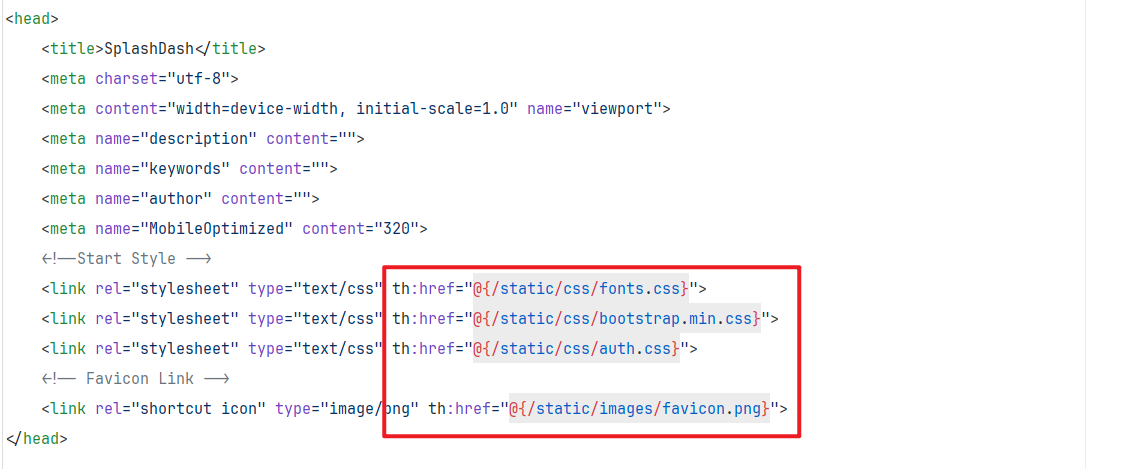 <head>
    <title>SplashDash</title>
    <meta charset="utf-8">
    <meta content="width=device-width, initial-scale=1.0" name="viewport">
    <meta name="description" content="">
    <meta name="keywords" content="">
    <meta name="author" content="">
    <meta name="MobileOptimized" content="320">
    <!--Start Style -->
    <link rel="stylesheet" type="text/css" th:href="@{/static/css/fonts.css}">
    <link rel="stylesheet" type="text/css" th:href="@{/static/css/bootstrap.min.css}">
    <link rel="stylesheet" type="text/css" th:href="@{/static/css/auth.css}">
    <!-- Favicon Link -->
    <link rel="shortcut icon" type="image/png" th:href="@{/static/images/favicon.png}">
</head>